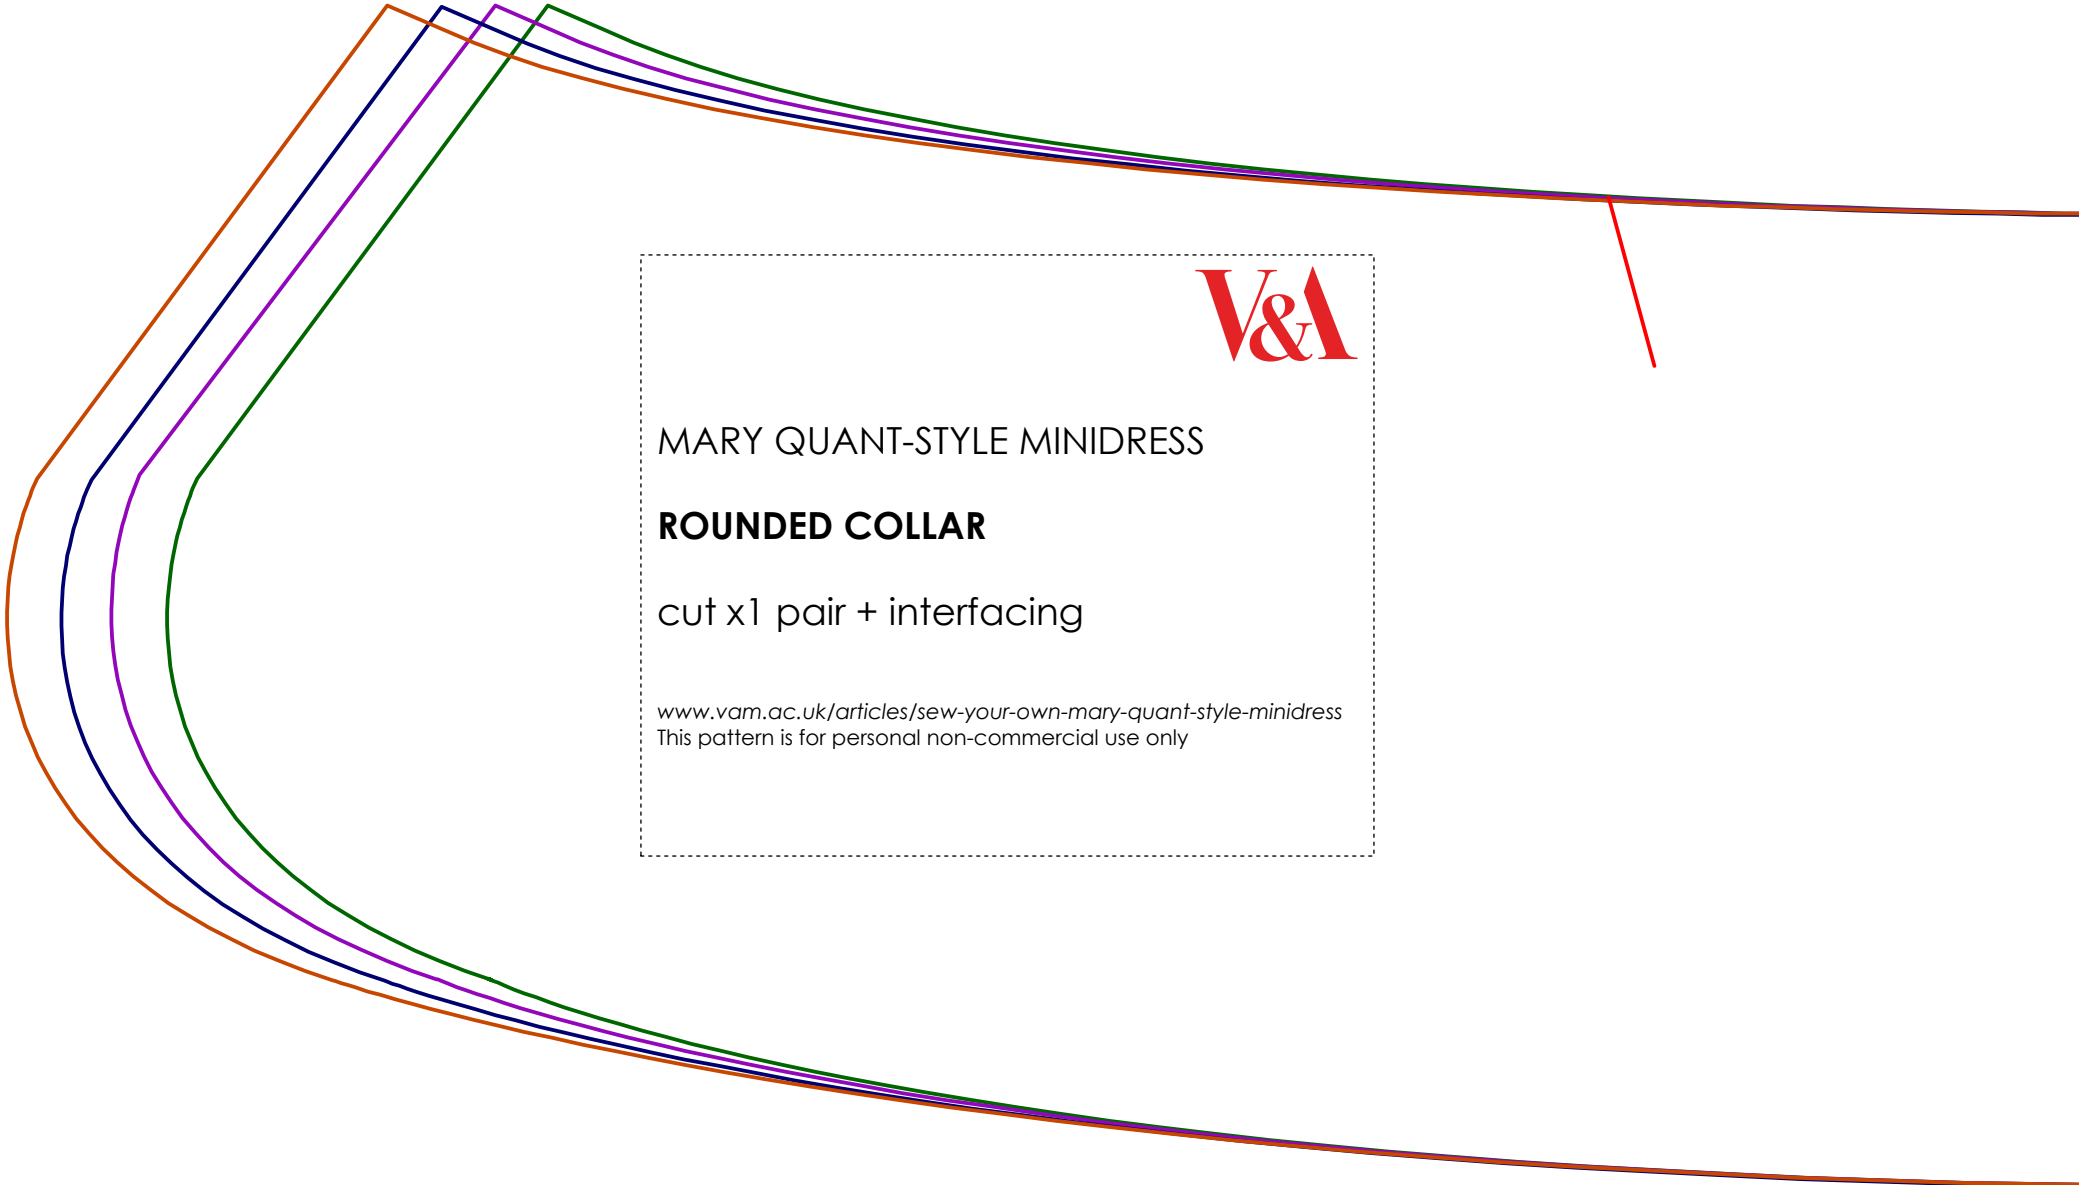 V&A
MARY QUANT-STYLE MINIDRESS
ROUNDED COLLAR
cut x1 pair + interfacing
www.vam.ac.uk/articles/sew-your-own-mary-quant-style-minidress
This pattern is for personal non-commercial use only